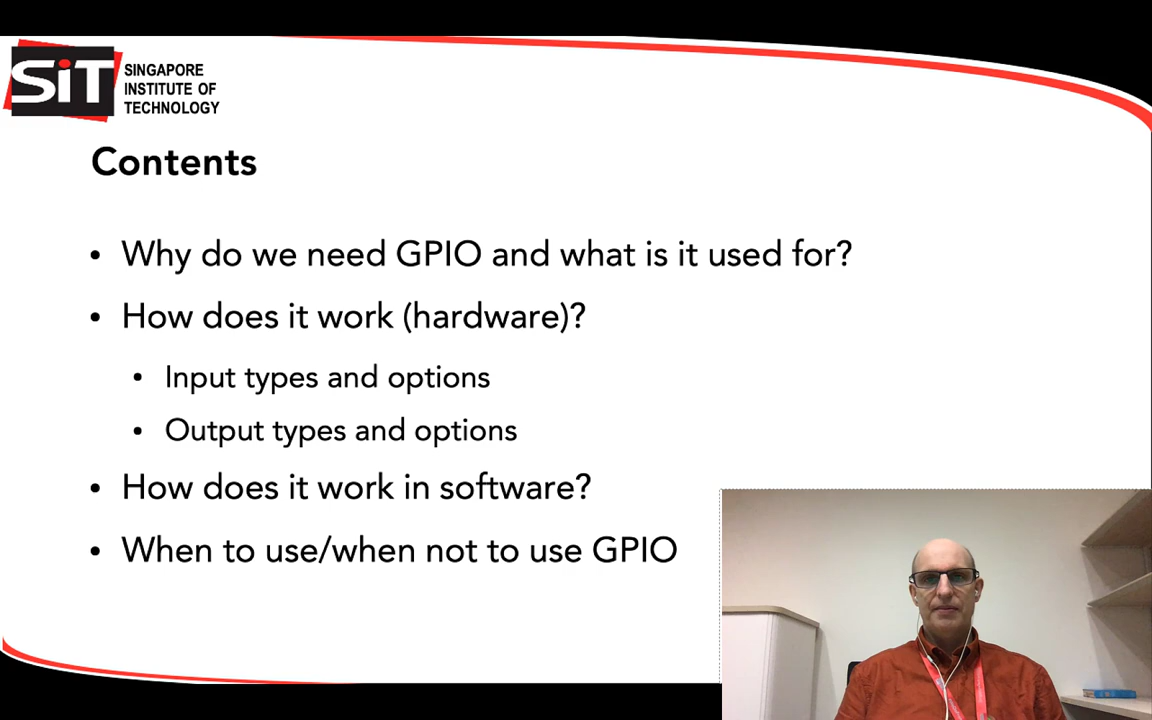 SiT
SINGAPORE
INSTITUTE OF
TECHNOLOGY
Contents
• Why do we need GPIO and what is it used for?
• How does it work (hardware)?
• Input types and options
• Output types and options
• How does it work in software?
• When to use/when not to use GPIO